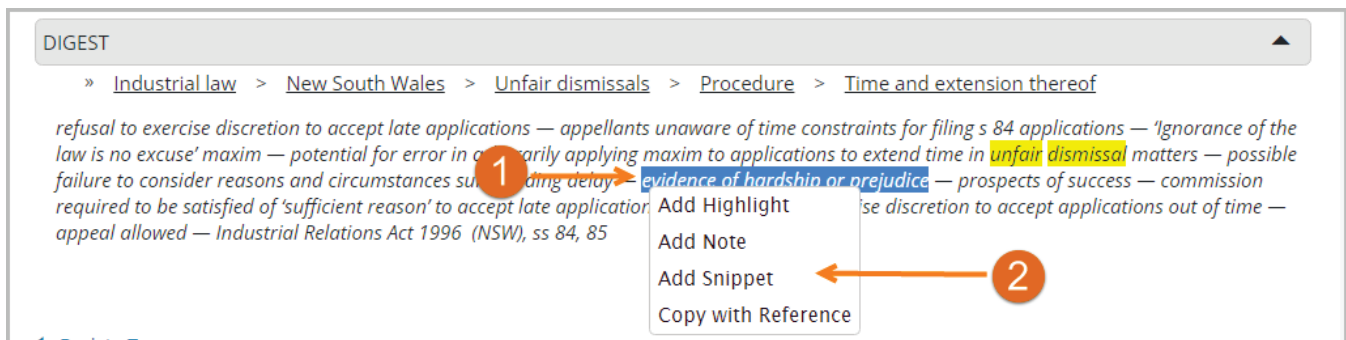 DIGEST
» Industrial law > New South Wales > Unfair dismissals > Procedure > Time and extension thereof
refusal to exercise discretion to accept late applications — appellants unaware of time constraints for filing s 84 applications — ‘Ignorance of the
law is no excuse’ maxim — potential for error in applying maxim to applications to extend time in unfair dismissal matters — possible
failure to consider reasons and circumstances delay — evidence of hardship or prejudice — prospects of success — commission
required to be satisfied of ‘sufficient reason’ to accept late discretion to accept applications out of time —
appeal allowed — Industrial Relations Act 1996 (NSW), ss 84, 85
1
Add Highlight
Add Note
Add Snippet
2
Copy with Reference